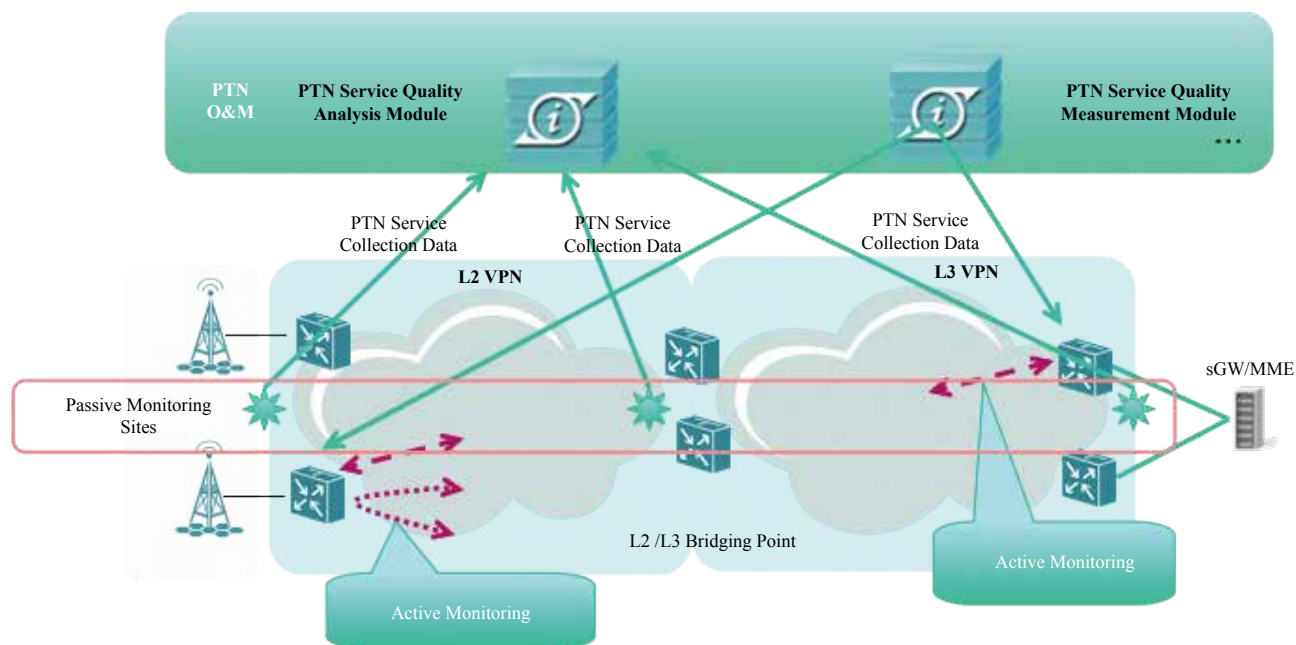 PTN
O&M
PTN Service Quality
Analysis Module
PTN Service Quality
Measurement Module
...
PTN Service
Collection Data
PTN Service
Collection Data
PTN Service
Collection Data
L2 VPN
L3 VPN
sGW/MME
Passive Monitoring
Sites
L2 /L3 Bridging Point
Active Monitoring
Active Monitoring